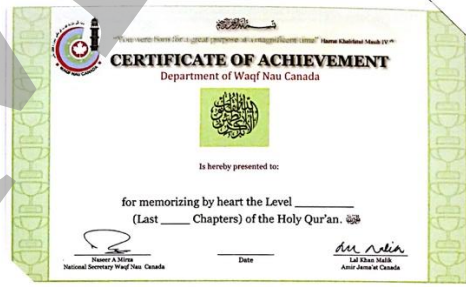 "You were born for a great purpose at a magnificent time" Hazrat Khalifatul Masih IV
WAQF NAU CANADA
CERTIFICATE OF ACHIEVEMENT
Department of Waqf Nau Canada
Is hereby presented to:
for memorizing by heart the Level ________
(Last _____ Chapters) of the Holy Qur'an.
Naseer A Mirza
National Secretary Waqf Nau Canada
Date
Lal Khan Malik
Amir Jama'at Canada